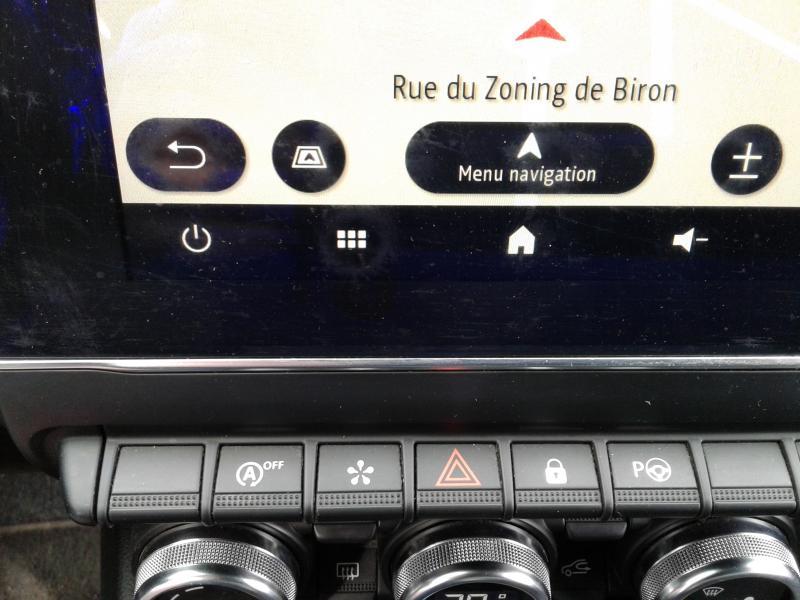 Rue du Zoning de Biron
Menu navigation
A OFF
P